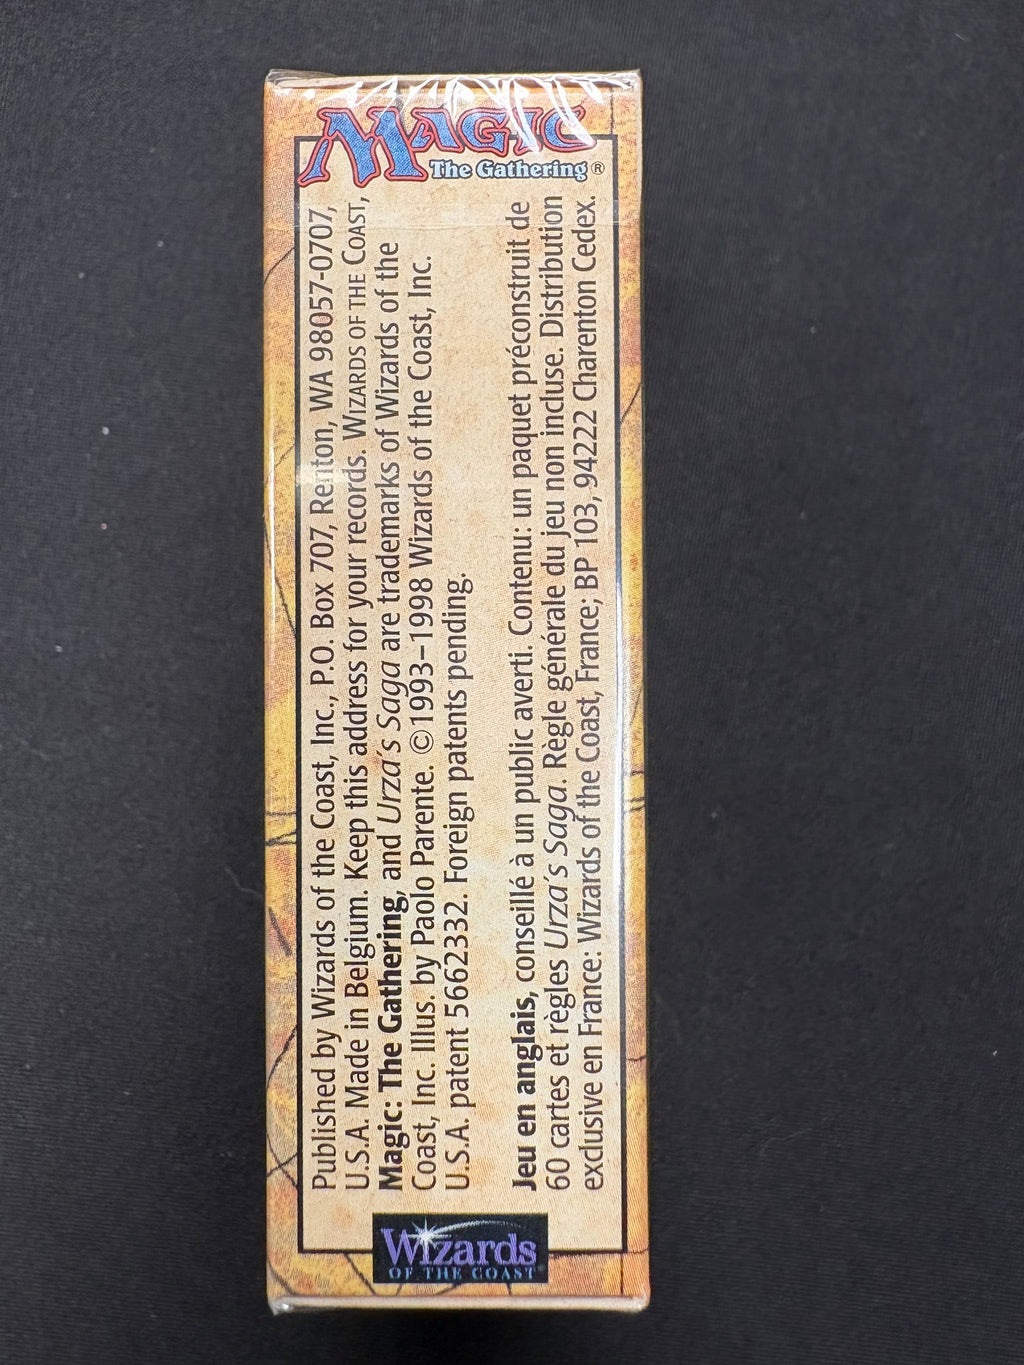 MAGIC
The Gathering®
Published by Wizards of the Coast, Inc., P.O. Box 707, Renton, WA 98057-0707,
U.S.A. Made in Belgium. Keep this address for your records. WIZARDS OF THE COAST,
Magic: The Gathering, and Urza's Saga are trademarks of Wizards of the
Coast, Inc. Illus. by Paolo Parente. ©1993–1998 Wizards of the Coast, Inc.
U.S.A. patent 5662332. Foreign patents pending.
Jeu en anglais, conseillé à un public averti. Contenu: un paquet préconstruit de
60 cartes et règles Urza's Saga. Règle générale du jeu non incluse. Distribution
exclusive en France: Wizards of the Coast, France; BP 103, 94222 Charenton Cedex.
Wizards
OF THE COAST